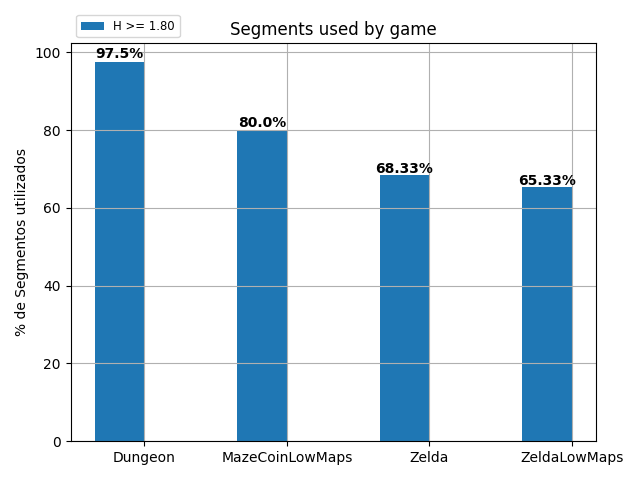 H >= 1.80
Segments used by game
% de Segmentos utilizados
100
80
60
40
20
0
97.5%
80.0%
68.33%
65.33%
Dungeon
MazeCoinLowMaps
Zelda
ZeldaLowMaps